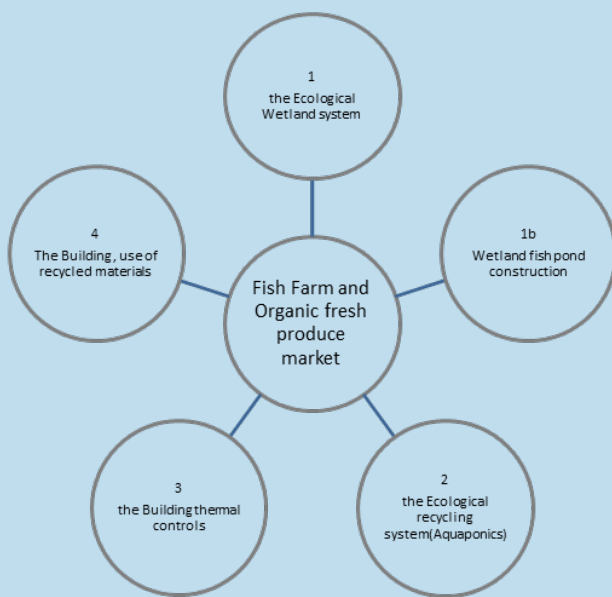 1
the Ecological
Wetland system
1b
Wetland fish pond
construction
2
the Ecological
recycling
system(Aquaponics)
3
the Building thermal
controls
4
The Building, use of
recycled materials
Fish Farm and
Organic fresh
produce
market